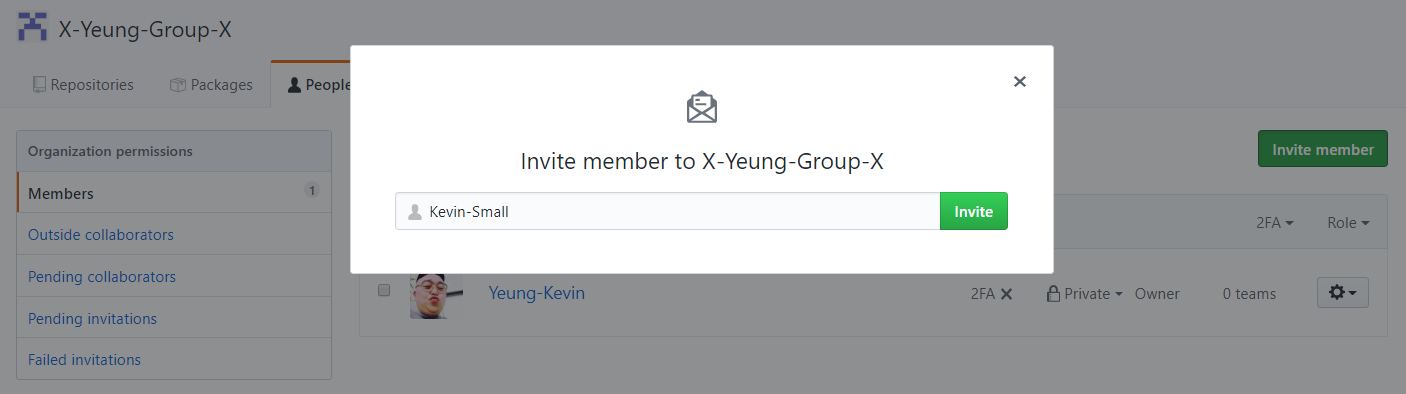 X-Yeung-Group-X
Repositories Packages People
Invite member to X-Yeung-Group-X
Kevin-Small Invite
Organization permissions
Members 1
Outside collaborators
Pending collaborators
Pending invitations
Failed invitations
Invite member
2FA Role
Yeung-Kevin 2FA Private Owner 0 teams